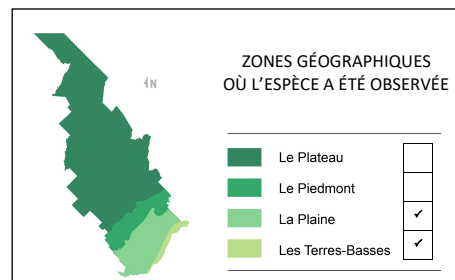 ZONES GÉOGRAPHIQUES
OÙ L'ESPÈCE A ÉTÉ OBSERVÉE
N
Le Plateau
Le Piedmont
La Plaine ✓
Les Terres-Basses ✓